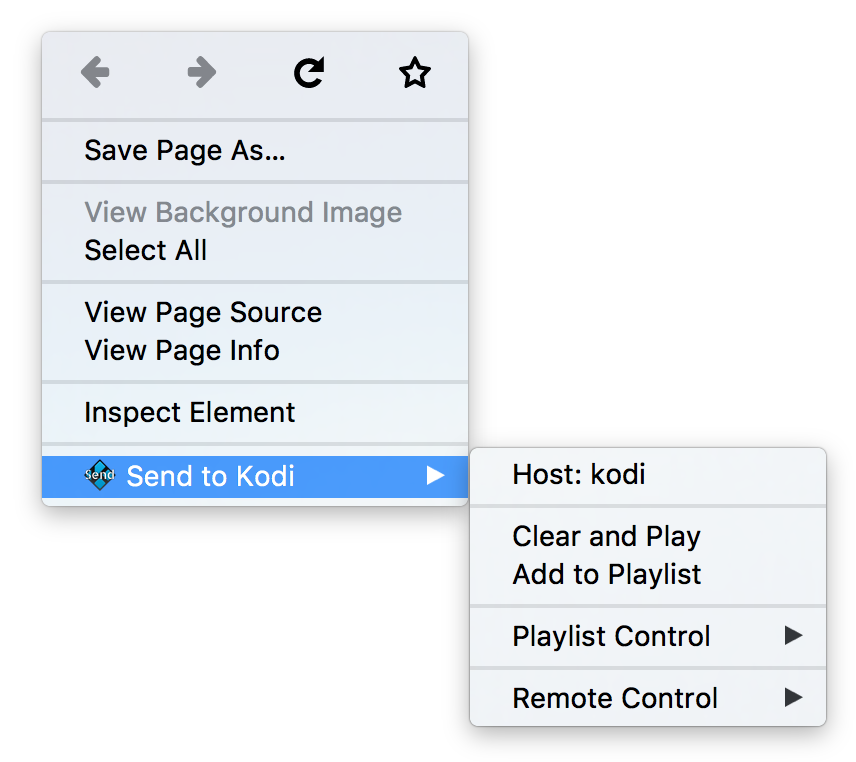 Save Page As...
View Background Image
Select All
View Page Source
View Page Info
Inspect Element
Send Send to Kodi
Host: kodi
Clear and Play
Add to Playlist
Playlist Control
Remote Control